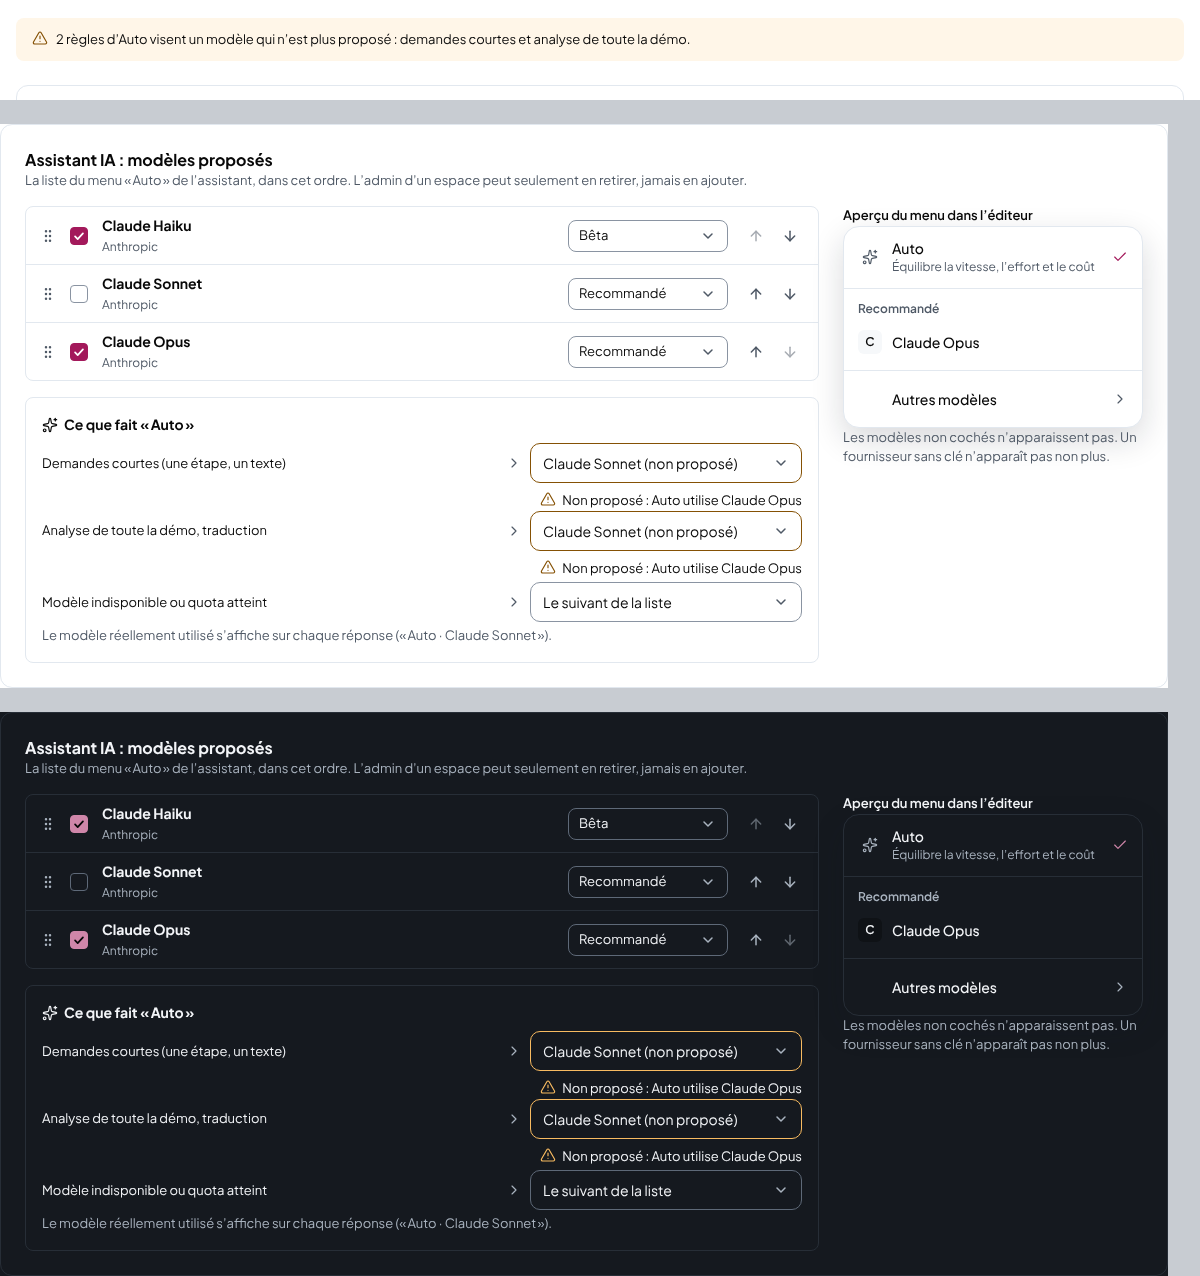 2 règles d’Auto visent un modèle qui n’est plus proposé : demandes courtes et analyse de toute la démo.
Assistant IA : modèles proposés
La liste du menu « Auto » de l’assistant, dans cet ordre. L’admin d’un espace peut seulement en retirer, jamais en ajouter.
Claude Haiku
Anthropic
Bêta
Claude Sonnet
Anthropic
Recommandé
Claude Opus
Anthropic
Recommandé
Ce que fait « Auto »
Demandes courtes (une étape, un texte)
Claude Sonnet (non proposé)
Non proposé : Auto utilise Claude Opus
Analyse de toute la démo, traduction
Claude Sonnet (non proposé)
Non proposé : Auto utilise Claude Opus
Modèle indisponible ou quota atteint
Le suivant de la liste
Le modèle réellement utilisé s’affiche sur chaque réponse (« Auto · Claude Sonnet »).
Aperçu du menu dans l’éditeur
Auto
Équilibre la vitesse, l’effort et le coût
Recommandé
C Claude Opus
Autres modèles
Les modèles non cochés n’apparaissent pas. Un
fournisseur sans clé n’apparaît pas non plus.
Assistant IA : modèles proposés
La liste du menu « Auto » de l’assistant, dans cet ordre. L’admin d’un espace peut seulement en retirer, jamais en ajouter.
Claude Haiku
Anthropic
Bêta
Claude Sonnet
Anthropic
Recommandé
Claude Opus
Anthropic
Recommandé
Ce que fait « Auto »
Demandes courtes (une étape, un texte)
Claude Sonnet (non proposé)
Non proposé : Auto utilise Claude Opus
Analyse de toute la démo, traduction
Claude Sonnet (non proposé)
Non proposé : Auto utilise Claude Opus
Modèle indisponible ou quota atteint
Le suivant de la liste
Le modèle réellement utilisé s’affiche sur chaque réponse (« Auto · Claude Sonnet »).
Aperçu du menu dans l’éditeur
Auto
Équilibre la vitesse, l’effort et le coût
Recommandé
C Claude Opus
Autres modèles
Les modèles non cochés n’apparaissent pas. Un
fournisseur sans clé n’apparaît pas non plus.